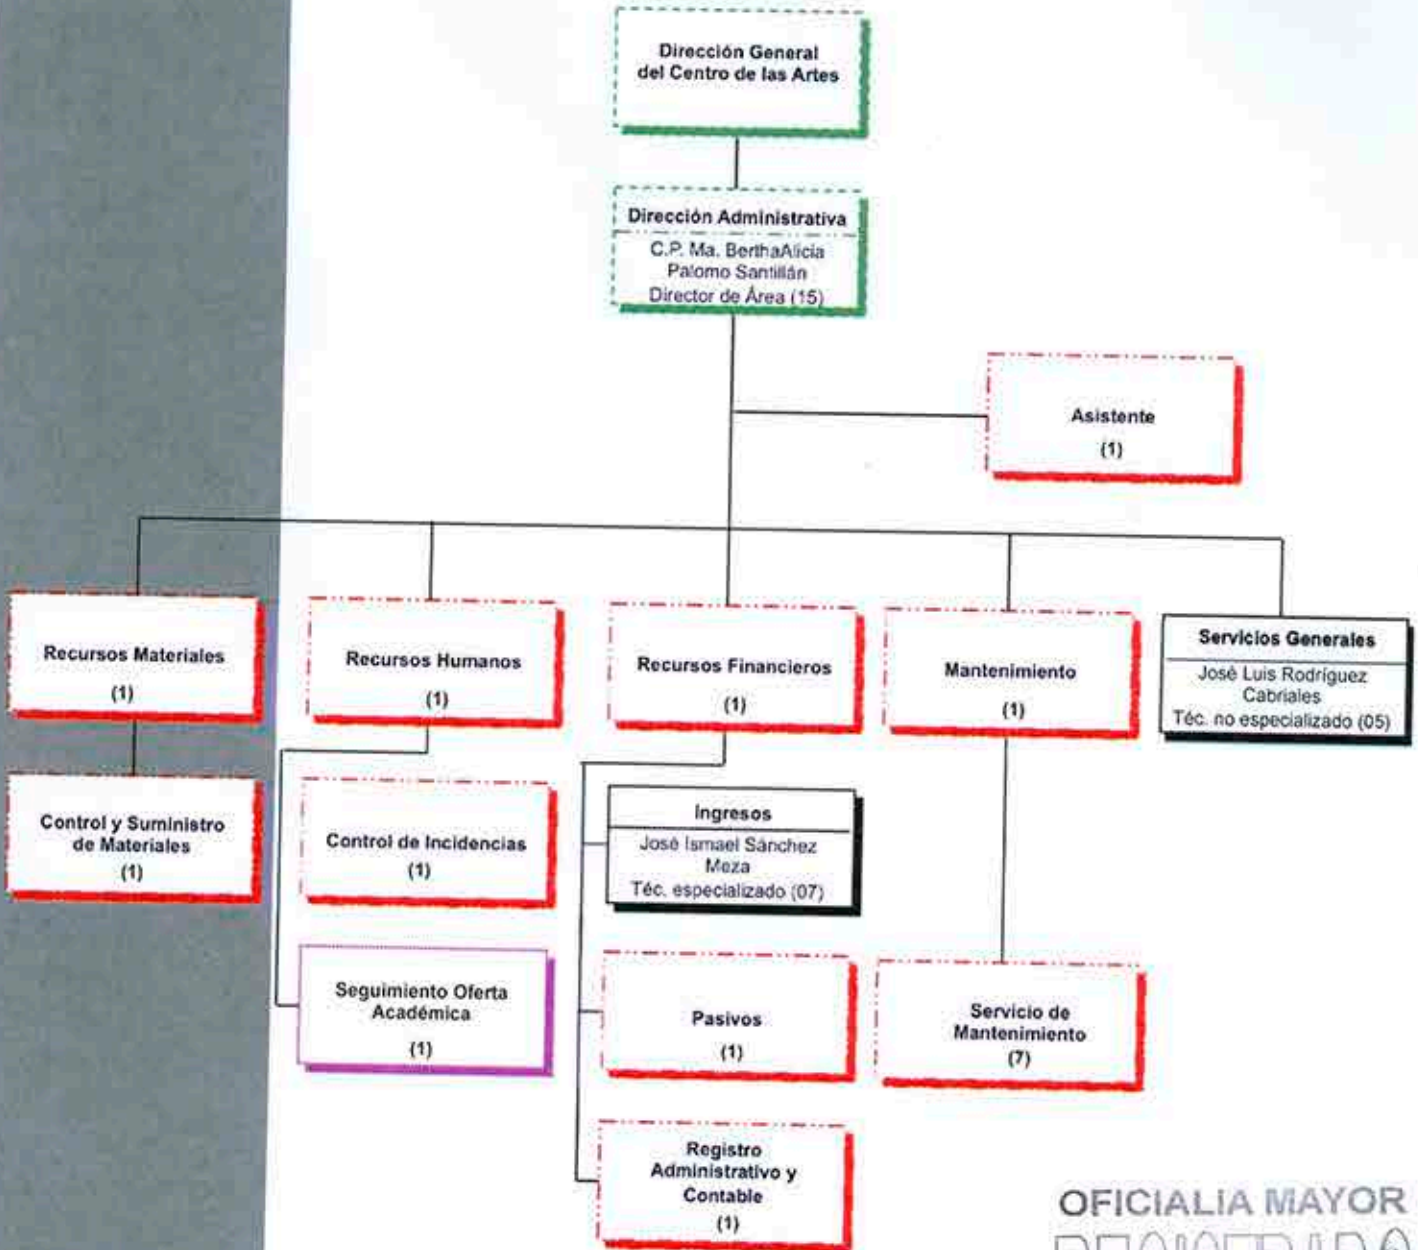 Dirección General
del Centro de las Artes
Dirección Administrativa
C.P. Ma. BerthaAlicia
Palomo Santillán
Director de Área (15)
Asistente
(1)
Recursos Materiales
(1)
Recursos Humanos
(1)
Recursos Financieros
(1)
Mantenimiento
(1)
Servicios Generales
José Luis Rodríguez
Cabriales
Téc. no especializado (05)
Control y Suministro
de Materiales
(1)
Control de Incidencias
(1)
Ingresos
José Ismael Sánchez
Meza
Téc. especializado (07)
Seguimiento Oferta
Académica
(1)
Pasivos
(1)
Servicio de
Mantenimiento
(7)
Registro
Administrativo y
Contable
(1)
OFICIALIA MAYOR